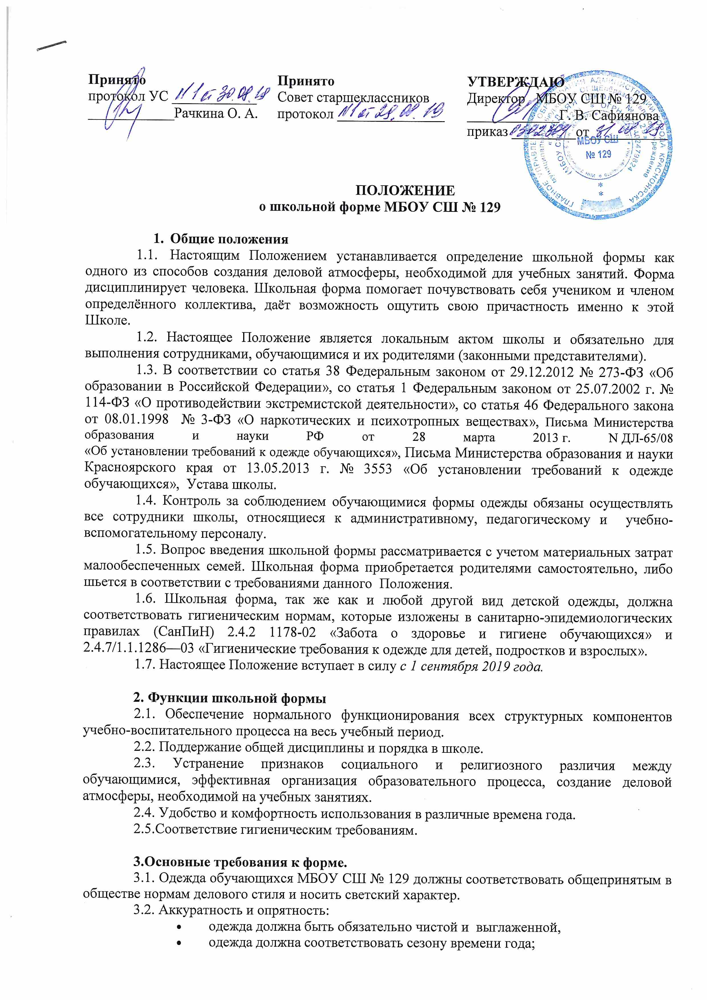 Принято
протокол УС N 1 от 30.08.19
Рачкина О. А.
Принято
Совет старшеклассников
протокол N1 от 29.08.19
УТВЕРЖДАЮ
Директор МБОУ СШ № 129
Г. В. Сафиянова
приказ от 31.08.19
МБОУ СШ
№ 129
ПОЛОЖЕНИЕ
о школьной форме МБОУ СШ № 129
1. Общие положения
1.1. Настоящим Положением устанавливается определение школьной формы как
одного из способов создания деловой атмосферы, необходимой для учебных занятий. Форма
дисциплинирует человека. Школьная форма помогает почувствовать себя учеником и членом
определённого коллектива, даёт возможность ощутить свою причастность именно к этой
Школе.
1.2. Настоящее Положение является локальным актом школы и обязательно для
выполнения сотрудниками, обучающимися и их родителями (законными представителями).
1.3. В соответствии со статья 38 Федеральным законом от 29.12.2012 № 273-ФЗ «Об
образовании в Российской Федерации», со статья 1 Федеральным законом от 25.07.2002 г. №
114-ФЗ «О противодействии экстремистской деятельности», со статья 46 Федерального закона
от 08.01.1998 № 3-ФЗ «О наркотических и психотропных веществах», Письма Министерства
образования и науки РФ от 28 марта 2013 г. N ДЛ-65/08
«Об установлении требований к одежде обучающихся», Письма Министерства образования и науки
Красноярского края от 13.05.2013 г. № 3553 «Об установлении требований к одежде
обучающихся», Устава школы.
1.4. Контроль за соблюдением обучающимися формы одежды обязаны осуществлять
все сотрудники школы, относящиеся к административному, педагогическому и учебно-
вспомогательному персоналу.
1.5. Вопрос введения школьной формы рассматривается с учетом материальных затрат
малообеспеченных семей. Школьная форма приобретается родителями самостоятельно, либо
шьется в соответствии с требованиями данного Положения.
1.6. Школьная форма, так же как и любой другой вид детской одежды, должна
соответствовать гигиеническим нормам, которые изложены в санитарно-эпидемиологических
правилах (СанПиН) 2.4.2 1178-02 «Забота о здоровье и гигиене обучающихся» и
2.4.7/1.1.1286—03 «Гигиенические требования к одежде для детей, подростков и взрослых».
1.7. Настоящее Положение вступает в силу с 1 сентября 2019 года.
2. Функции школьной формы
2.1. Обеспечение нормального функционирования всех структурных компонентов
учебно-воспитательного процесса на весь учебный период.
2.2. Поддержание общей дисциплины и порядка в школе.
2.3. Устранение признаков социального и религиозного различия между
обучающимися, эффективная организация образовательного процесса, создание деловой
атмосферы, необходимой на учебных занятиях.
2.4. Удобство и комфортность использования в различные времена года.
2.5.Соответствие гигиеническим требованиям.
3.Основные требования к форме.
3.1. Одежда обучающихся МБОУ СШ № 129 должны соответствовать общепринятым в
обществе нормам делового стиля и носить светский характер.
3.2. Аккуратность и опрятность:
• одежда должна быть обязательно чистой и выглаженной,
• одежда должна соответствовать сезону времени года;